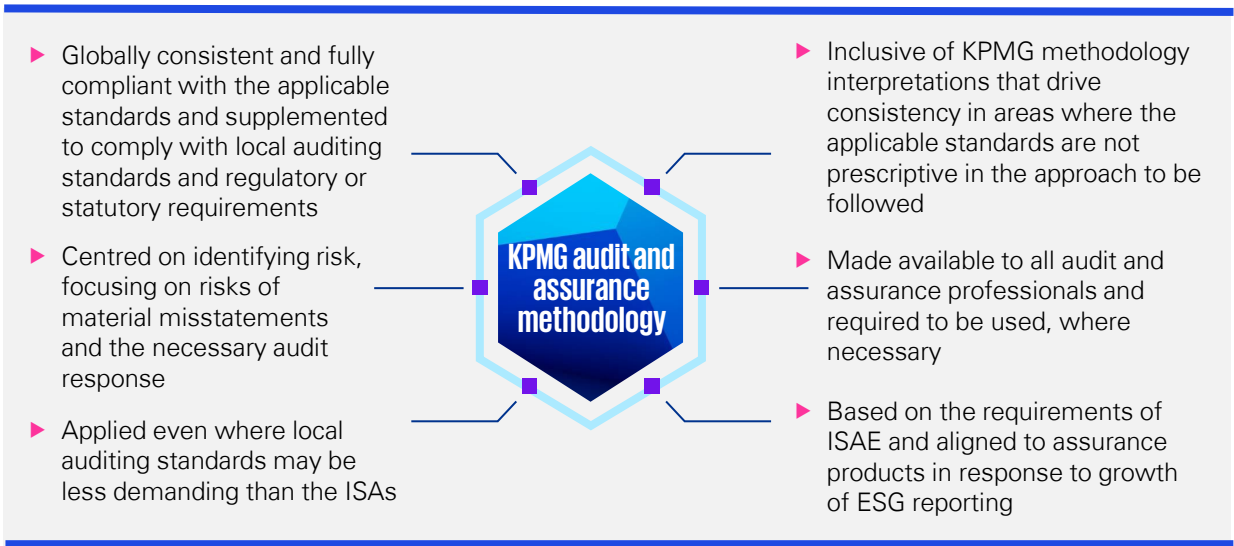 Globally consistent and fully
compliant with the applicable
standards and supplemented
to comply with local auditing
standards and regulatory or
statutory requirements
Centred on identifying risk,
focusing on risks of
material misstatements
and the necessary audit
response
Applied even where local
auditing standards may be
less demanding than the ISAs
KPMG audit and
assurance
methodology
Inclusive of KPMG methodology
interpretations that drive
consistency in areas where the
applicable standards are not
prescriptive in the approach to be
followed
Made available to all audit and
assurance professionals and
required to be used, where
necessary
Based on the requirements of
ISAE and aligned to assurance
products in response to growth
of ESG reporting